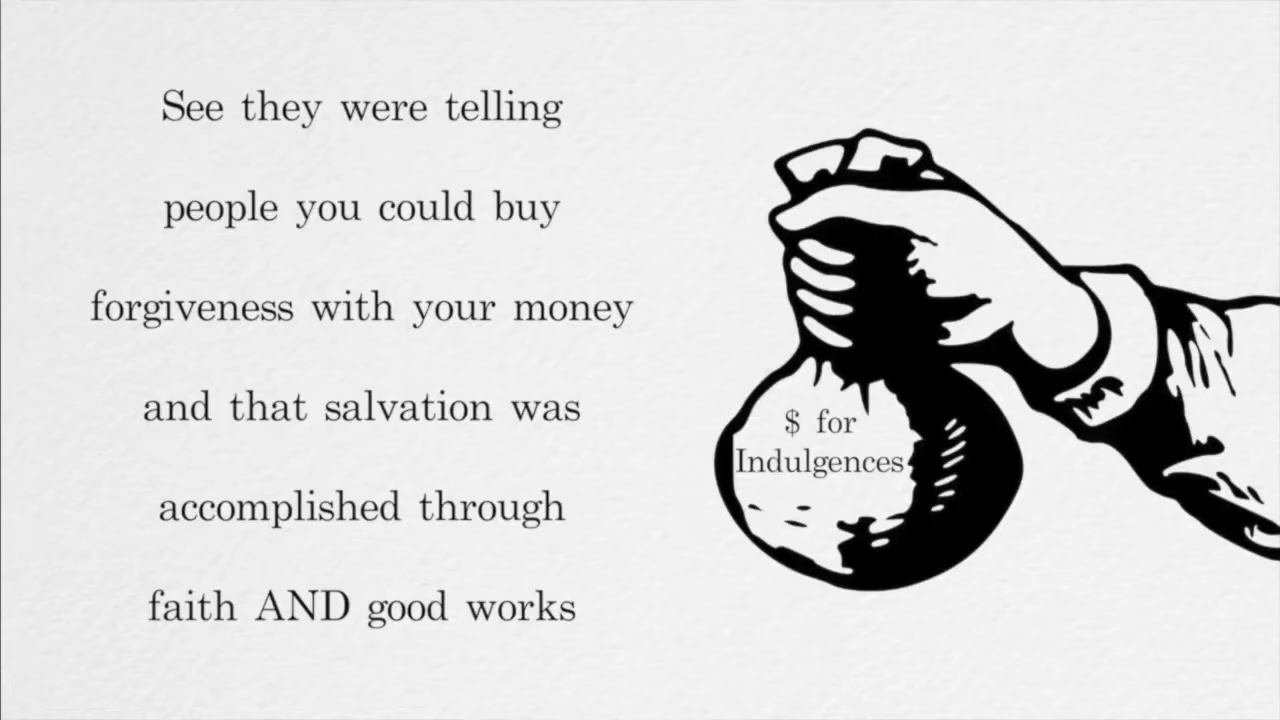 See they were telling
people you could buy
forgiveness with your money
and that salvation was
accomplished through
faith AND good works
$ for
Indulgences